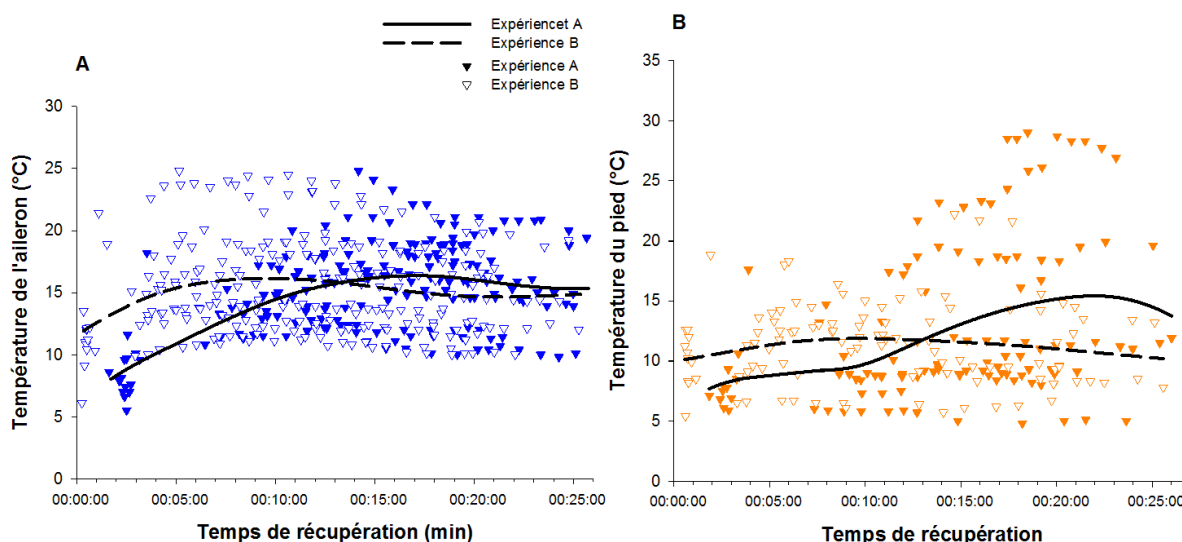 Expériencet A
Expérience B
Expérience A
Expérience B
A
Température de l'aileron (°C)
30
25
20
15
10
5
0
00:00:00 00:05:00 00:10:00 00:15:00 00:20:00 00:25:00
Temps de récupération (min)
B
Température du pied (°C)
35
30
25
20
15
10
5
0
00:00:00 00:05:00 00:10:00 00:15:00 00:20:00 00:25:00
Temps de récupération